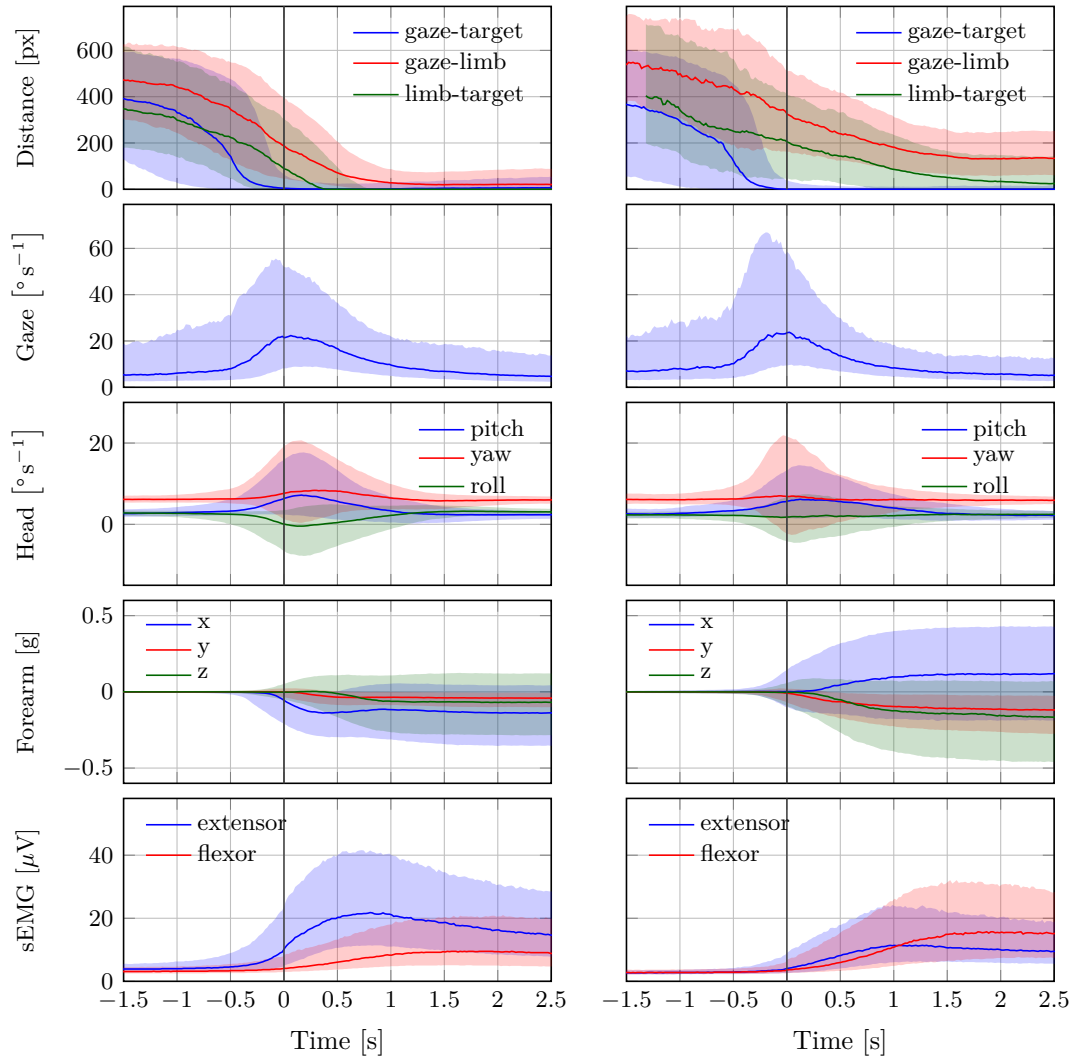 Distance [px]
600
400
200
0
gaze-target
gaze-limb
limb-target
gaze-target
gaze-limb
limb-target
Gaze [° s⁻¹]
60
40
20
0
Head [° s⁻¹]
20
0
pitch
yaw
roll
pitch
yaw
roll
Forearm [g]
0.5
0
−0.5
x
y
z
x
y
z
sEMG [μV]
40
20
0
extensor
flexor
extensor
flexor
−1.5 −1 −0.5 0 0.5 1 1.5 2 2.5
Time [s]
−1.5 −1 −0.5 0 0.5 1 1.5 2 2.5
Time [s]